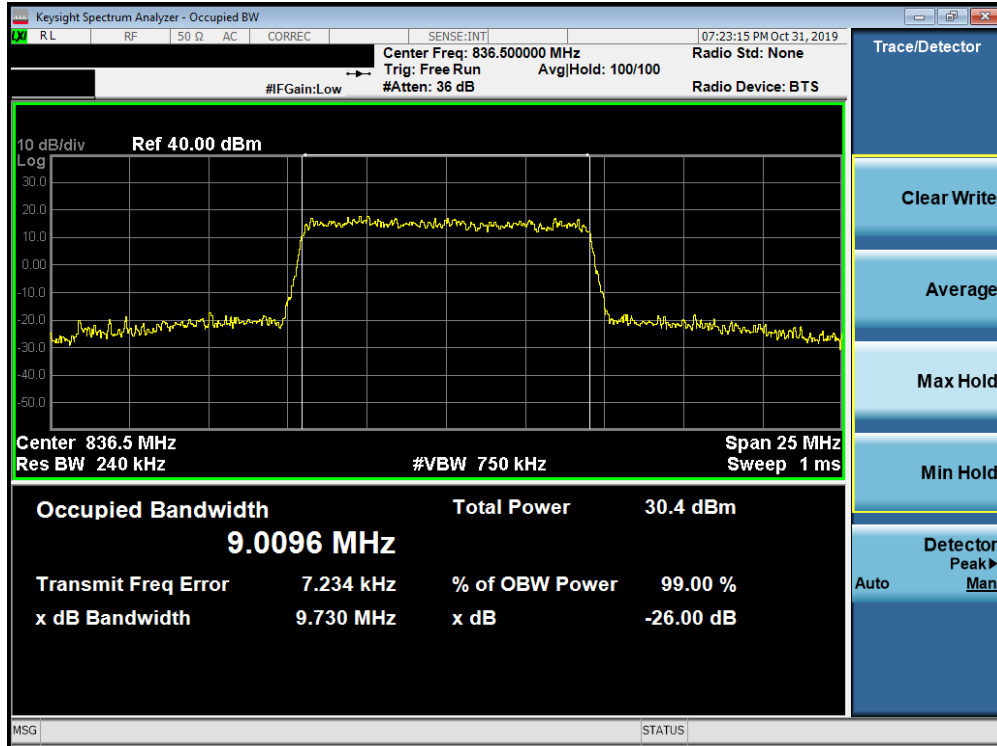 Keysight Spectrum Analyzer - Occupied BW
LXI RL RF 50 Ω AC CORREC SENSE:INT 07:23:15 PM Oct 31, 2019
Center Freq: 836.500000 MHz Radio Std: None
Trig: Free Run Avg|Hold: 100/100
#IFGain:Low #Atten: 36 dB Radio Device: BTS
10 dB/div Ref 40.00 dBm
Log
30.0
20.0
10.0
0.00
-10.0
-20.0
-30.0
-40.0
-50.0
Center 836.5 MHz Span 25 MHz
Res BW 240 kHz #VBW 750 kHz Sweep 1 ms
Occupied Bandwidth Total Power 30.4 dBm
9.0096 MHz
Transmit Freq Error 7.234 kHz % of OBW Power 99.00 %
x dB Bandwidth 9.730 MHz x dB -26.00 dB
MSG STATUS
Trace/Detector
Clear Write
Average
Max Hold
Min Hold
Detector
Peak▶
Auto Man